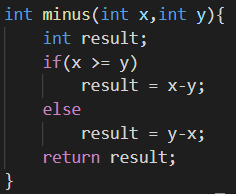 int minus(int x,int y){
    int result;
    if(x >= y)
        result = x-y;
    else
        result = y-x;
    return result;
}